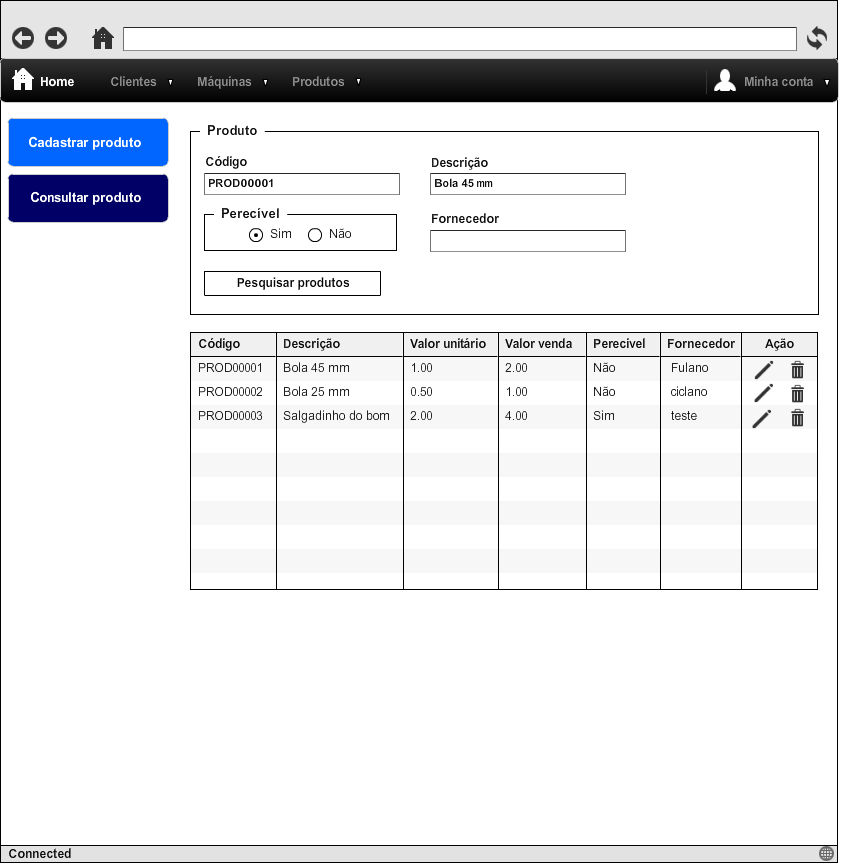 Home Clientes Máquinas Produtos Minha conta
Cadastrar produto
Consultar produto
Produto
Código Descrição
PROD00001 Bola 45 mm
Perecível Fornecedor
Sim Não
Pesquisar produtos
Código Descrição Valor unitário Valor venda Perecivel Fornecedor Ação
PROD00001 Bola 45 mm 1.00 2.00 Não Fulano
PROD00002 Bola 25 mm 0.50 1.00 Não ciclano
PROD00003 Salgadinho do bom 2.00 4.00 Sim teste
Connected